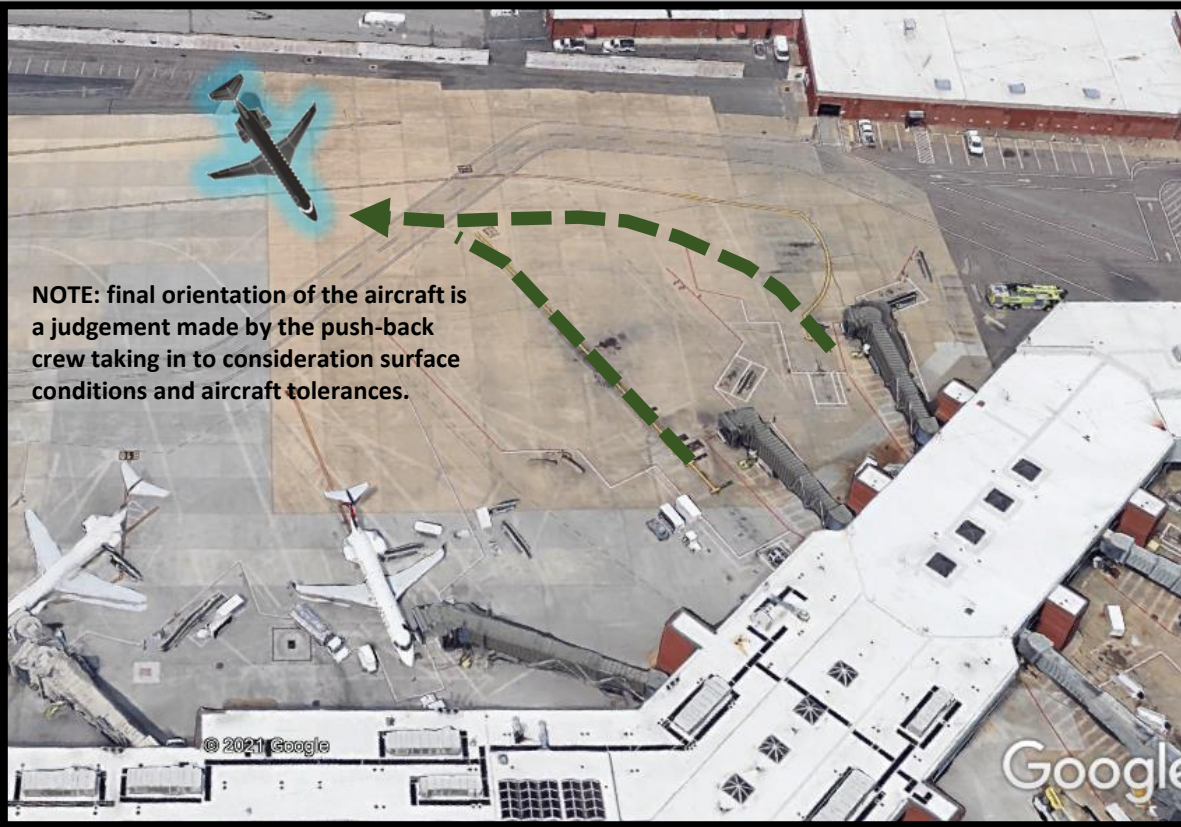 NOTE: final orientation of the aircraft is
a judgement made by the push-back
crew taking in to consideration surface
conditions and aircraft tolerances.
© 2021 Google
Google